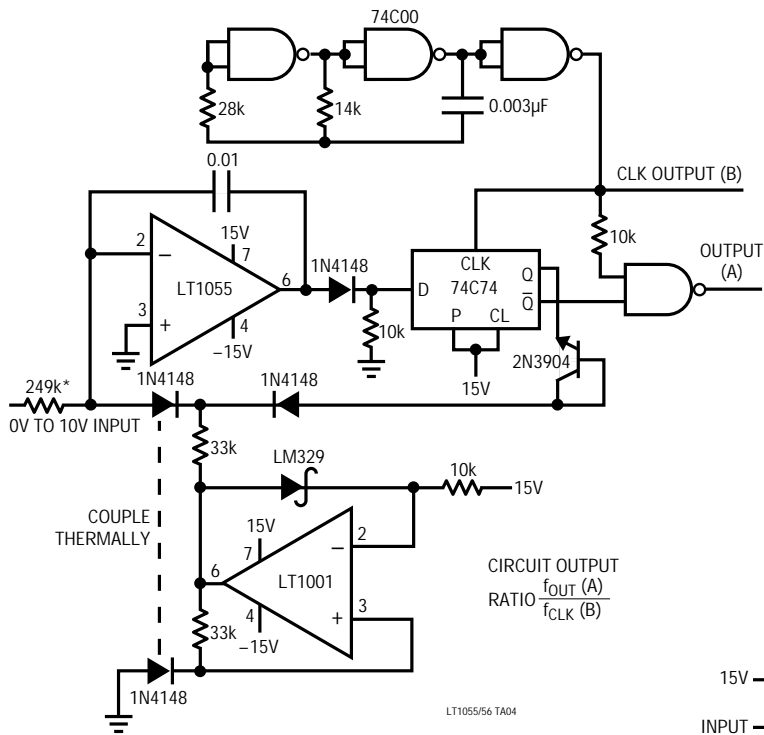 74C00
28k
14k
0.003µF
0.01
CLK OUTPUT (B)
10k
OUTPUT
(A)
2
15V
7
LT1055
6
1N4148
3
4
–15V
10k
D
CLK
74C74
Q
Q̅
P
CL
15V
2N3904
249k*
0V TO 10V INPUT
1N4148
1N4148
33k
LM329
10k
15V
COUPLE
THERMALLY
15V
7
2
6
LT1001
3
4
–15V
33k
1N4148
CIRCUIT OUTPUT
RATIO fOUT (A)
fCLK (B)
LT1055/56 TA04
15V
INPUT